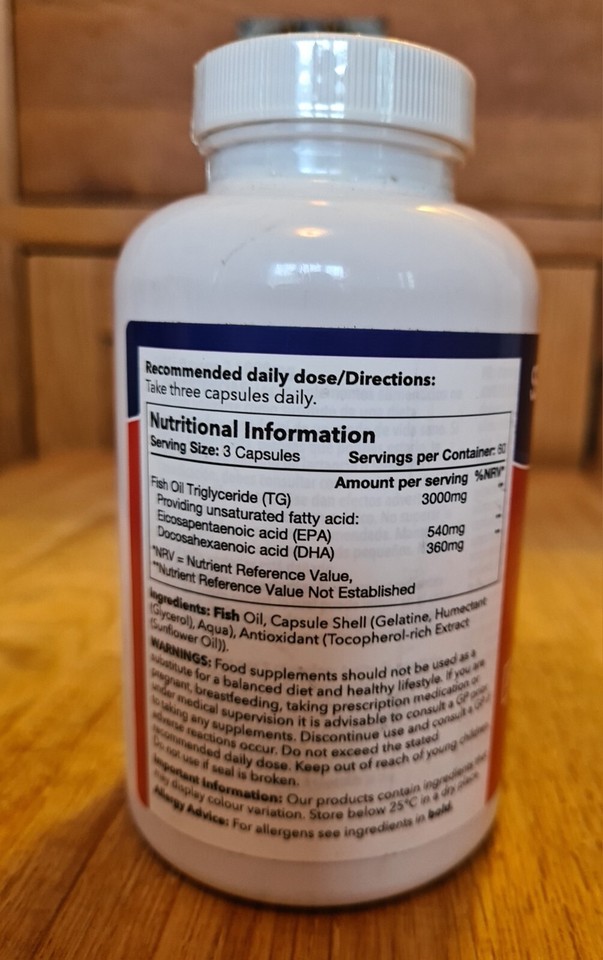 Recommended daily dose/Directions:
Take three capsules daily.
Nutritional Information
Serving Size: 3 Capsules Servings per Container: 60
Amount per serving %NRV*
Fish Oil Triglyceride (TG) 3000mg **
Providing unsaturated fatty acid:
Eicosapentaenoic acid (EPA) 540mg **
Docosahexaenoic acid (DHA) 360mg **
*NRV = Nutrient Reference Value,
**Nutrient Reference Value Not Established
Ingredients: Fish Oil, Capsule Shell (Gelatine, Humectant
(Glycerol), Aqua), Antioxidant (Tocopherol-rich Extract
(Sunflower Oil)).
WARNINGS: Food supplements should not be used as a
substitute for a balanced diet and healthy lifestyle. If you are
pregnant, breastfeeding, taking prescription medication or
under medical supervision it is advisable to consult a GP prior
to taking any supplements. Discontinue use and consult a GP if
adverse reactions occur. Do not exceed the stated
recommended daily dose. Keep out of reach of young children.
Do not use if seal is broken.
Important Information: Our products contain ingredients that
may display colour variation. Store below 25°C in a dry place.
Allergy Advice: For allergens see ingredients in bold.